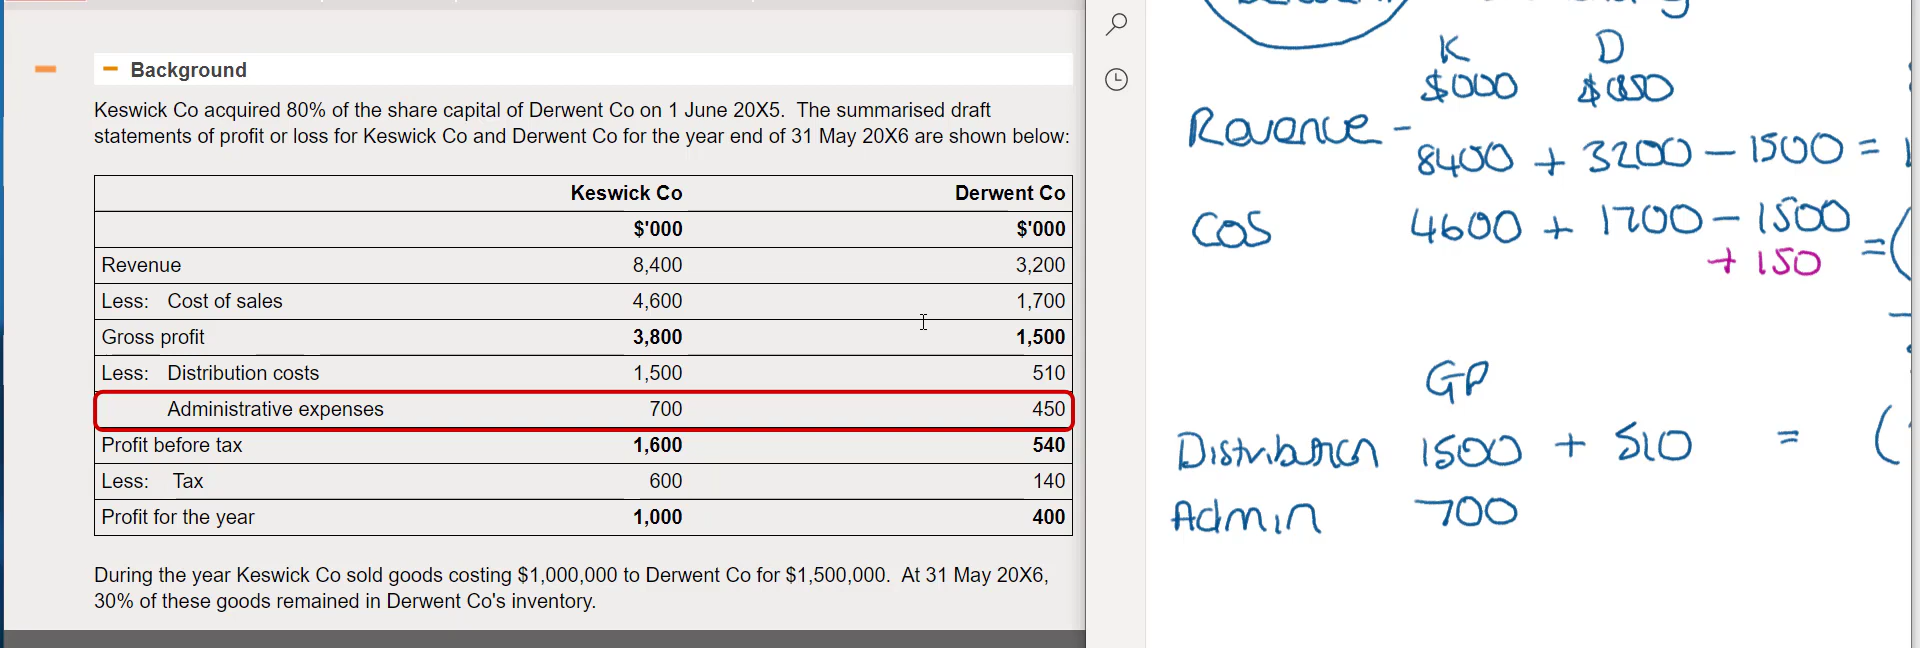 Background
Keswick Co acquired 80% of the share capital of Derwent Co on 1 June 20X5. The summarised draft
statements of profit or loss for Keswick Co and Derwent Co for the year end of 31 May 20X6 are shown below:
Keswick Co Derwent Co
$'000 $'000
Revenue 8,400 3,200
Less: Cost of sales 4,600 1,700
Gross profit 3,800 1,500
Less: Distribution costs 1,500 510
Administrative expenses 700 450
Profit before tax 1,600 540
Less: Tax 600 140
Profit for the year 1,000 400
During the year Keswick Co sold goods costing $1,000,000 to Derwent Co for $1,500,000. At 31 May 20X6,
30% of these goods remained in Derwent Co's inventory.
K D
$000 $000
Revenue - 8400 + 3200 - 1500 =
COS 4600 + 1700 - 1500
+ 150 = (
GP
Distribution 1500 + 510 = (
Admin 700